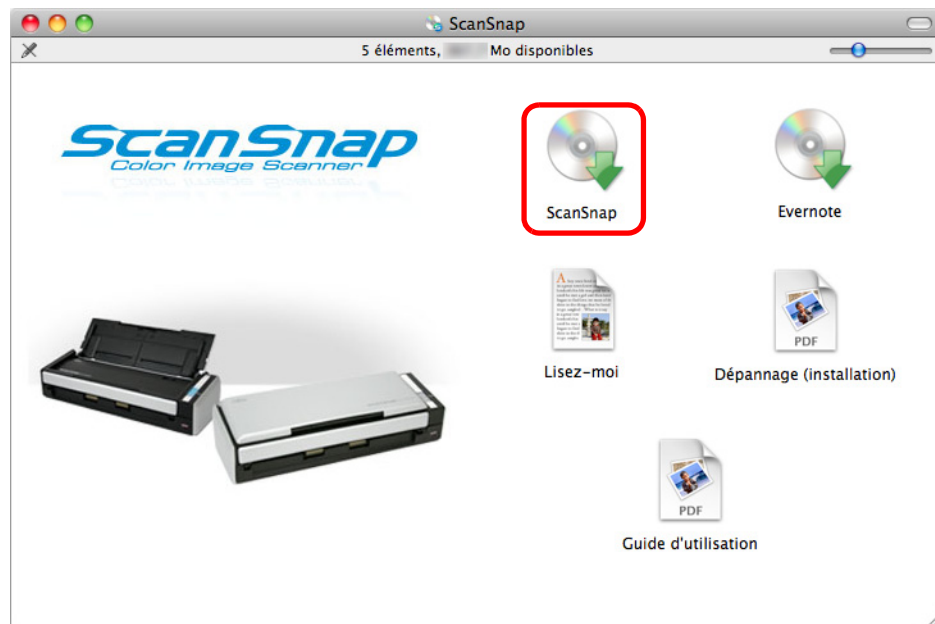 ScanSnap
5 éléments, Mo disponibles
ScanSnap
Color Image Scanner
ScanSnap
Evernote
PDF
Lisez-moi
Dépannage (installation)
PDF
Guide d'utilisation